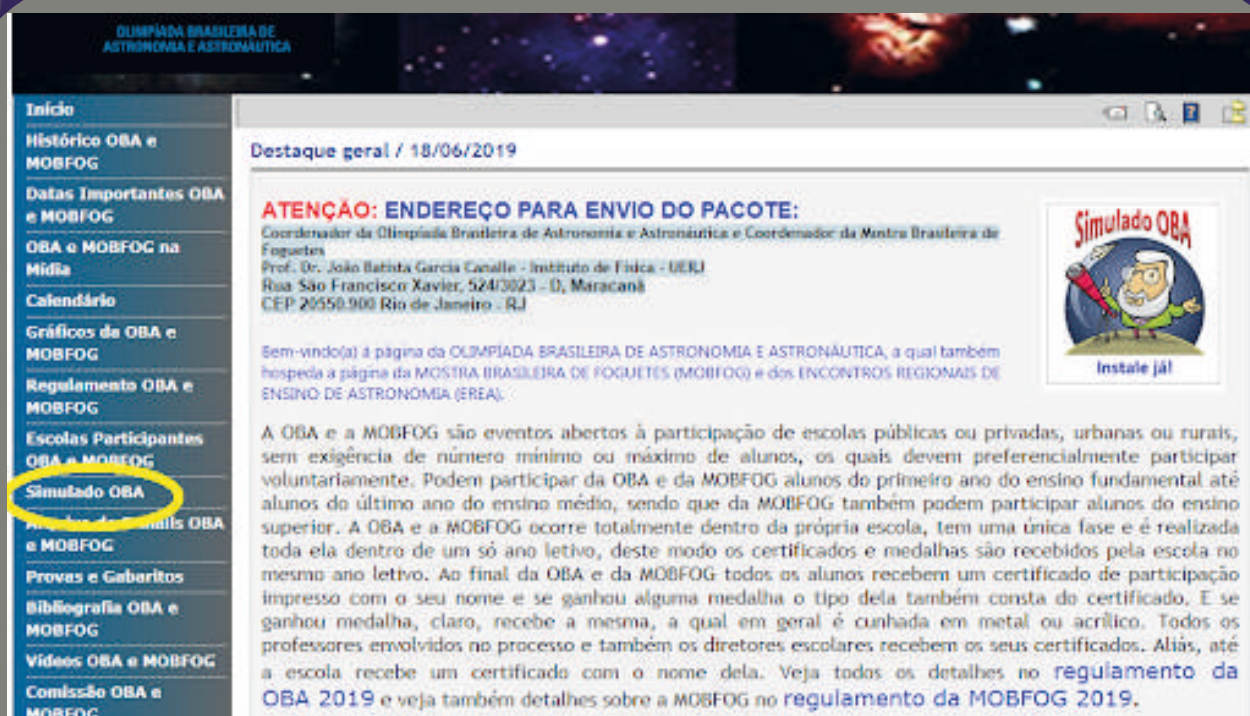 OLIMPÍADA BRASILEIRA DE
ASTRONOMIA E ASTRONÁUTICA
Início
Histórico OBA e
MOBFOG
Datas Importantes OBA
e MOBFOG
OBA e MOBFOG na
Mídia
Calendário
Gráficos da OBA e
MOBFOG
Regulamento OBA e
MOBFOG
Escolas Participantes
OBA e MOBFOG
Simulado OBA
OBA
e MOBFOG
Provas e Gabaritos
Bibliografia OBA e
MOBFOG
Vídeos OBA e MOBFOG
Comissão OBA e
MOBFOG
Destaque geral / 18/06/2019
ATENÇÃO: ENDEREÇO PARA ENVIO DO PACOTE:
Coordenador da Olimpíada Brasileira de Astronomia e Astronáutica e Coordenador da Mostra Brasileira de
Foguetes
Prof. Dr. João Batista Garcia Canalle - Instituto de Física - UERJ
Rua São Francisco Xavier, 524/3023 - D, Maracanã
CEP 20550.900 Rio de Janeiro - RJ
Simulado OBA
Instale já!
Bem-vindo(a) à página da OLIMPÍADA BRASILEIRA DE ASTRONOMIA E ASTRONÁUTICA, a qual também
hospeda a página da MOSTRA BRASILEIRA DE FOGUETES (MOBFOG) e dos ENCONTROS REGIONAIS DE
ENSINO DE ASTRONOMIA (EREA).
A OBA e a MOBFOG são eventos abertos à participação de escolas públicas ou privadas, urbanas ou rurais,
sem exigência de número mínimo ou máximo de alunos, os quais devem preferencialmente participar
voluntariamente. Podem participar da OBA e da MOBFOG alunos do primeiro ano do ensino fundamental até
alunos do último ano do ensino médio, sendo que da MOBFOG também podem participar alunos do ensino
superior. A OBA e a MOBFOG ocorre totalmente dentro da própria escola, tem uma única fase e é realizada
toda ela dentro de um só ano letivo, deste modo os certificados e medalhas são recebidos pela escola no
mesmo ano letivo. Ao final da OBA e da MOBFOG todos os alunos recebem um certificado de participação
impresso com o seu nome e se ganhou alguma medalha o tipo dela também consta do certificado. E se
ganhou medalha, claro, recebe a mesma, a qual em geral é cunhada em metal ou acrílico. Todos os
professores envolvidos no processo e também os diretores escolares recebem os seus certificados. Aliás, até
a escola recebe um certificado com o nome dela. Veja todos os detalhes no regulamento da
OBA 2019 e veja também detalhes sobre a MOBFOG no regulamento da MOBFOG 2019.